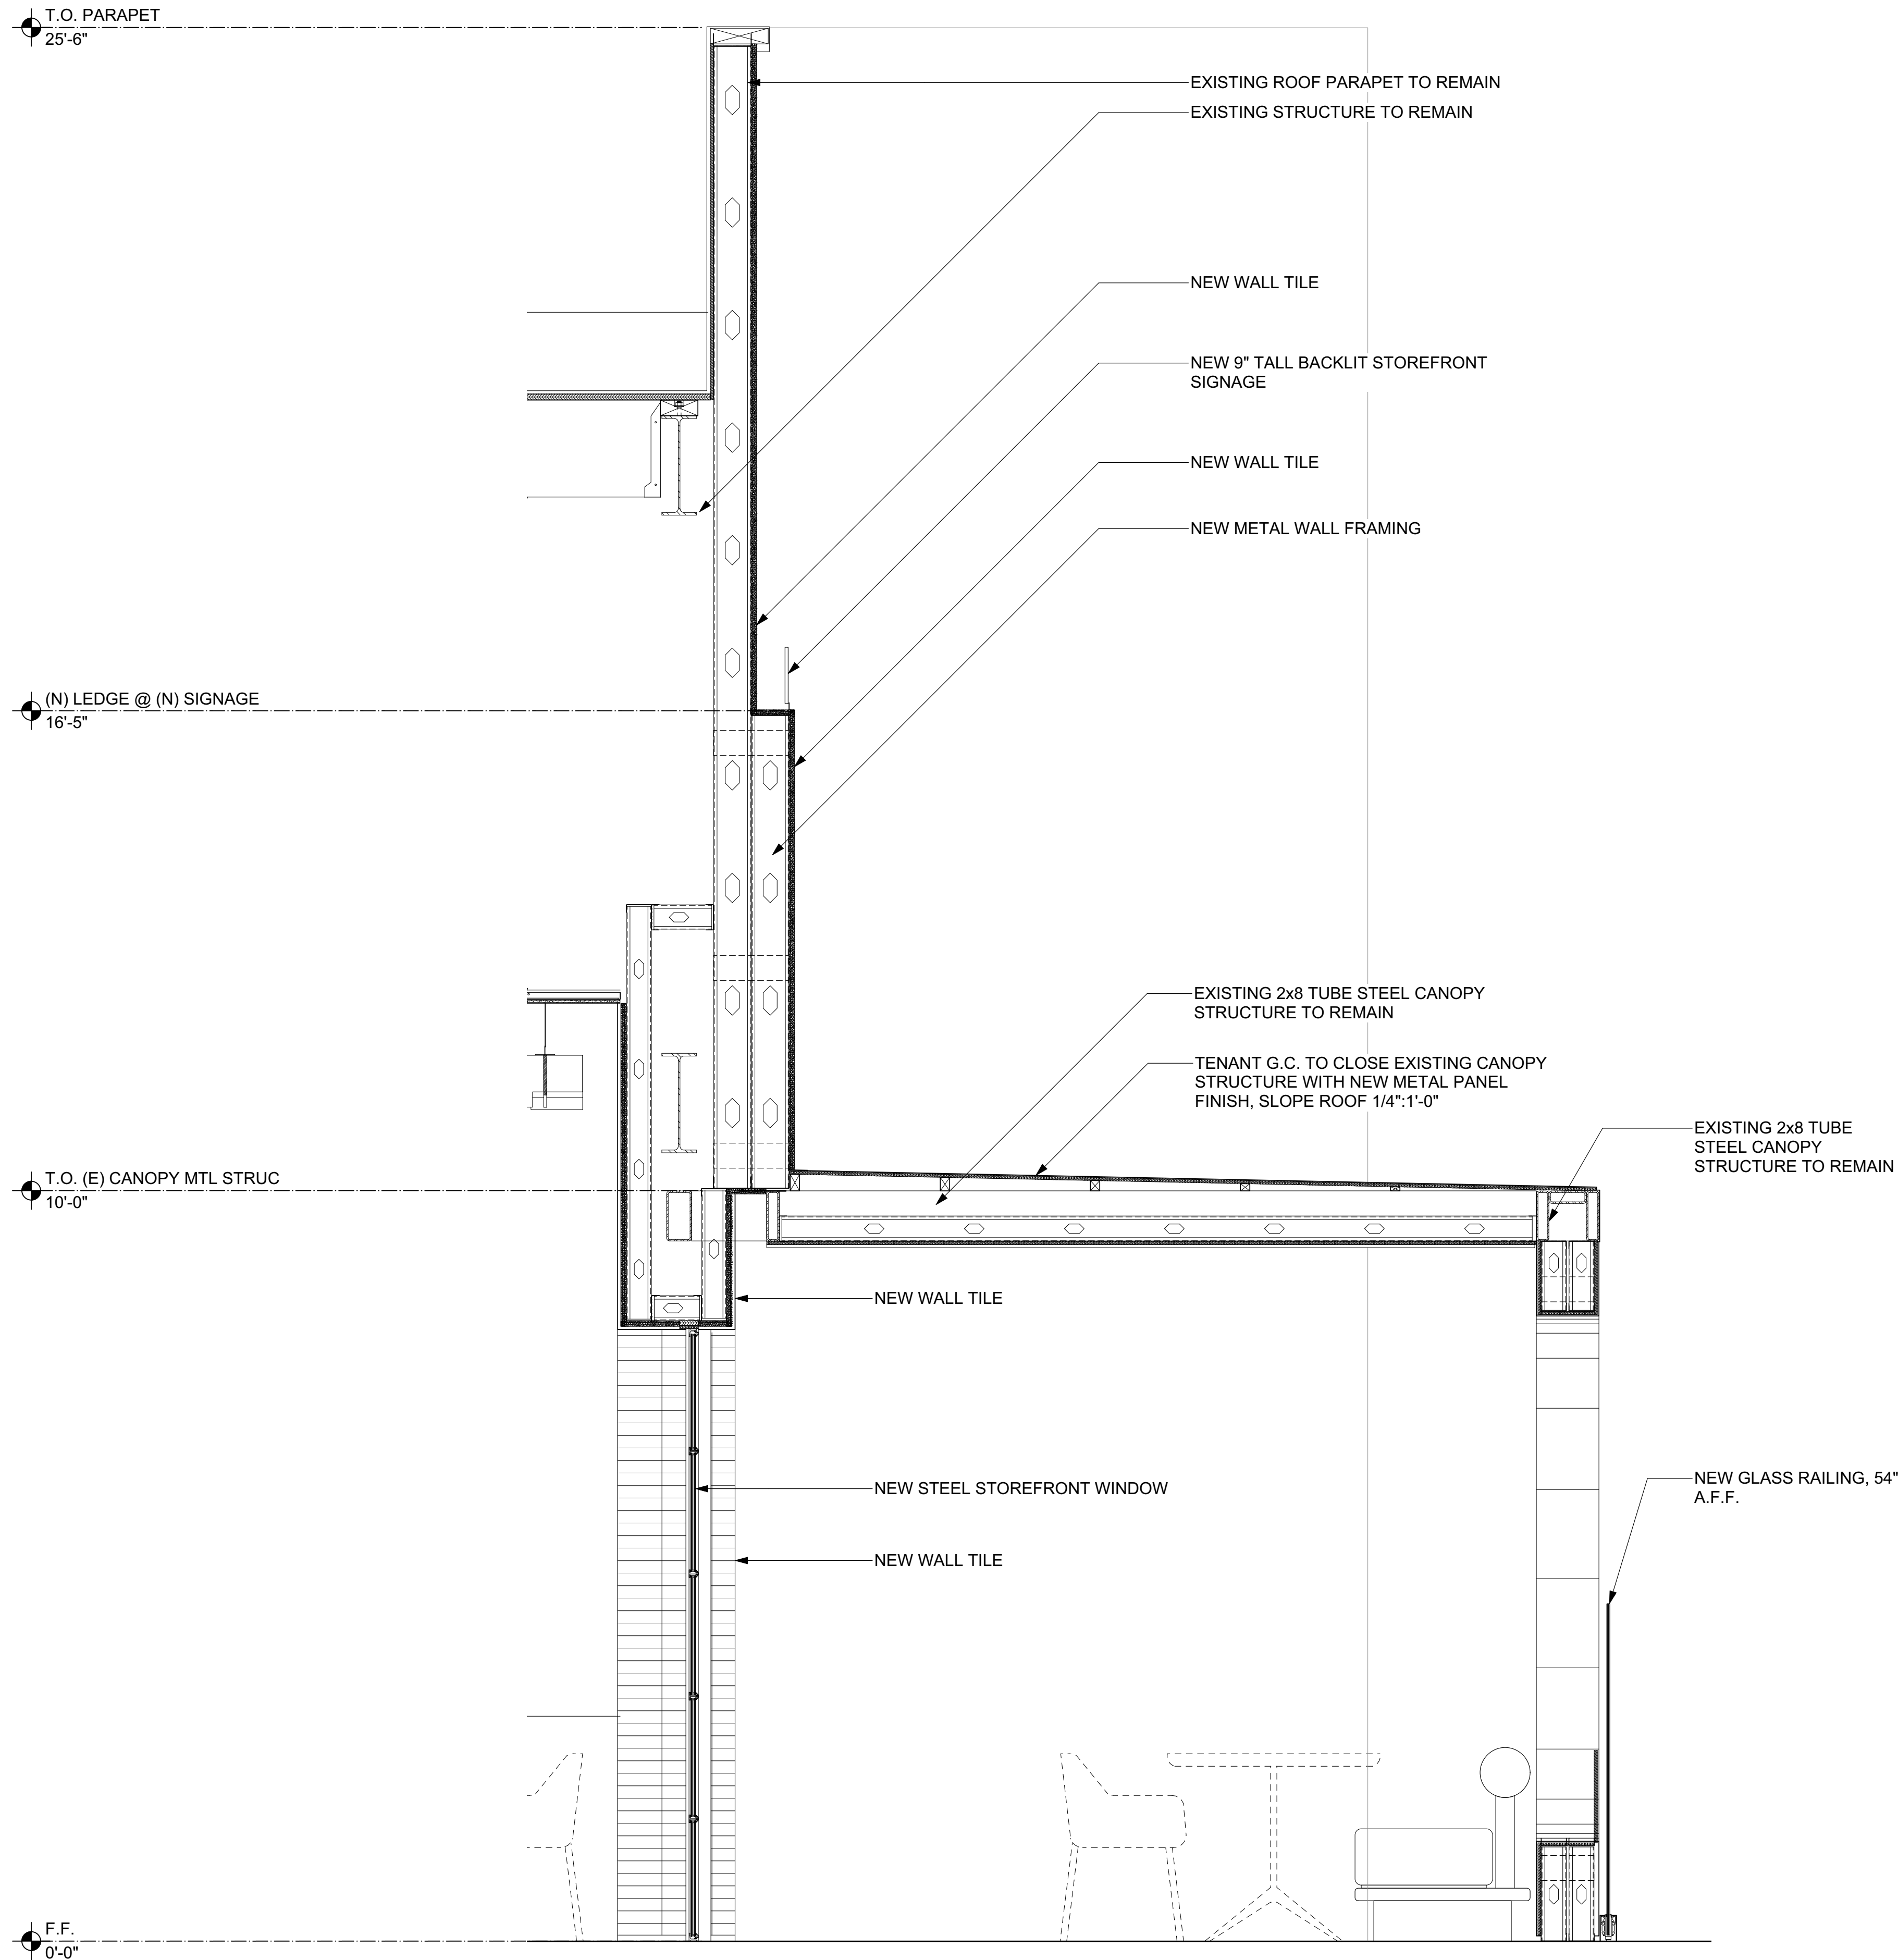 T.O. PARAPET
25'-6"
EXISTING ROOF PARAPET TO REMAIN
EXISTING STRUCTURE TO REMAIN
NEW WALL TILE
NEW 9" TALL BACKLIT STOREFRONT
SIGNAGE
NEW WALL TILE
NEW METAL WALL FRAMING
(N) LEDGE @ (N) SIGNAGE
16'-5"
EXISTING 2x8 TUBE STEEL CANOPY
STRUCTURE TO REMAIN
TENANT G.C. TO CLOSE EXISTING CANOPY
STRUCTURE WITH NEW METAL PANEL
FINISH, SLOPE ROOF 1/4":1'-0"
EXISTING 2x8 TUBE
STEEL CANOPY
STRUCTURE TO REMAIN
T.O. (E) CANOPY MTL STRUC
10'-0"
NEW WALL TILE
NEW STEEL STOREFRONT WINDOW
NEW GLASS RAILING, 54"
A.F.F.
NEW WALL TILE
F.F.
0'-0"